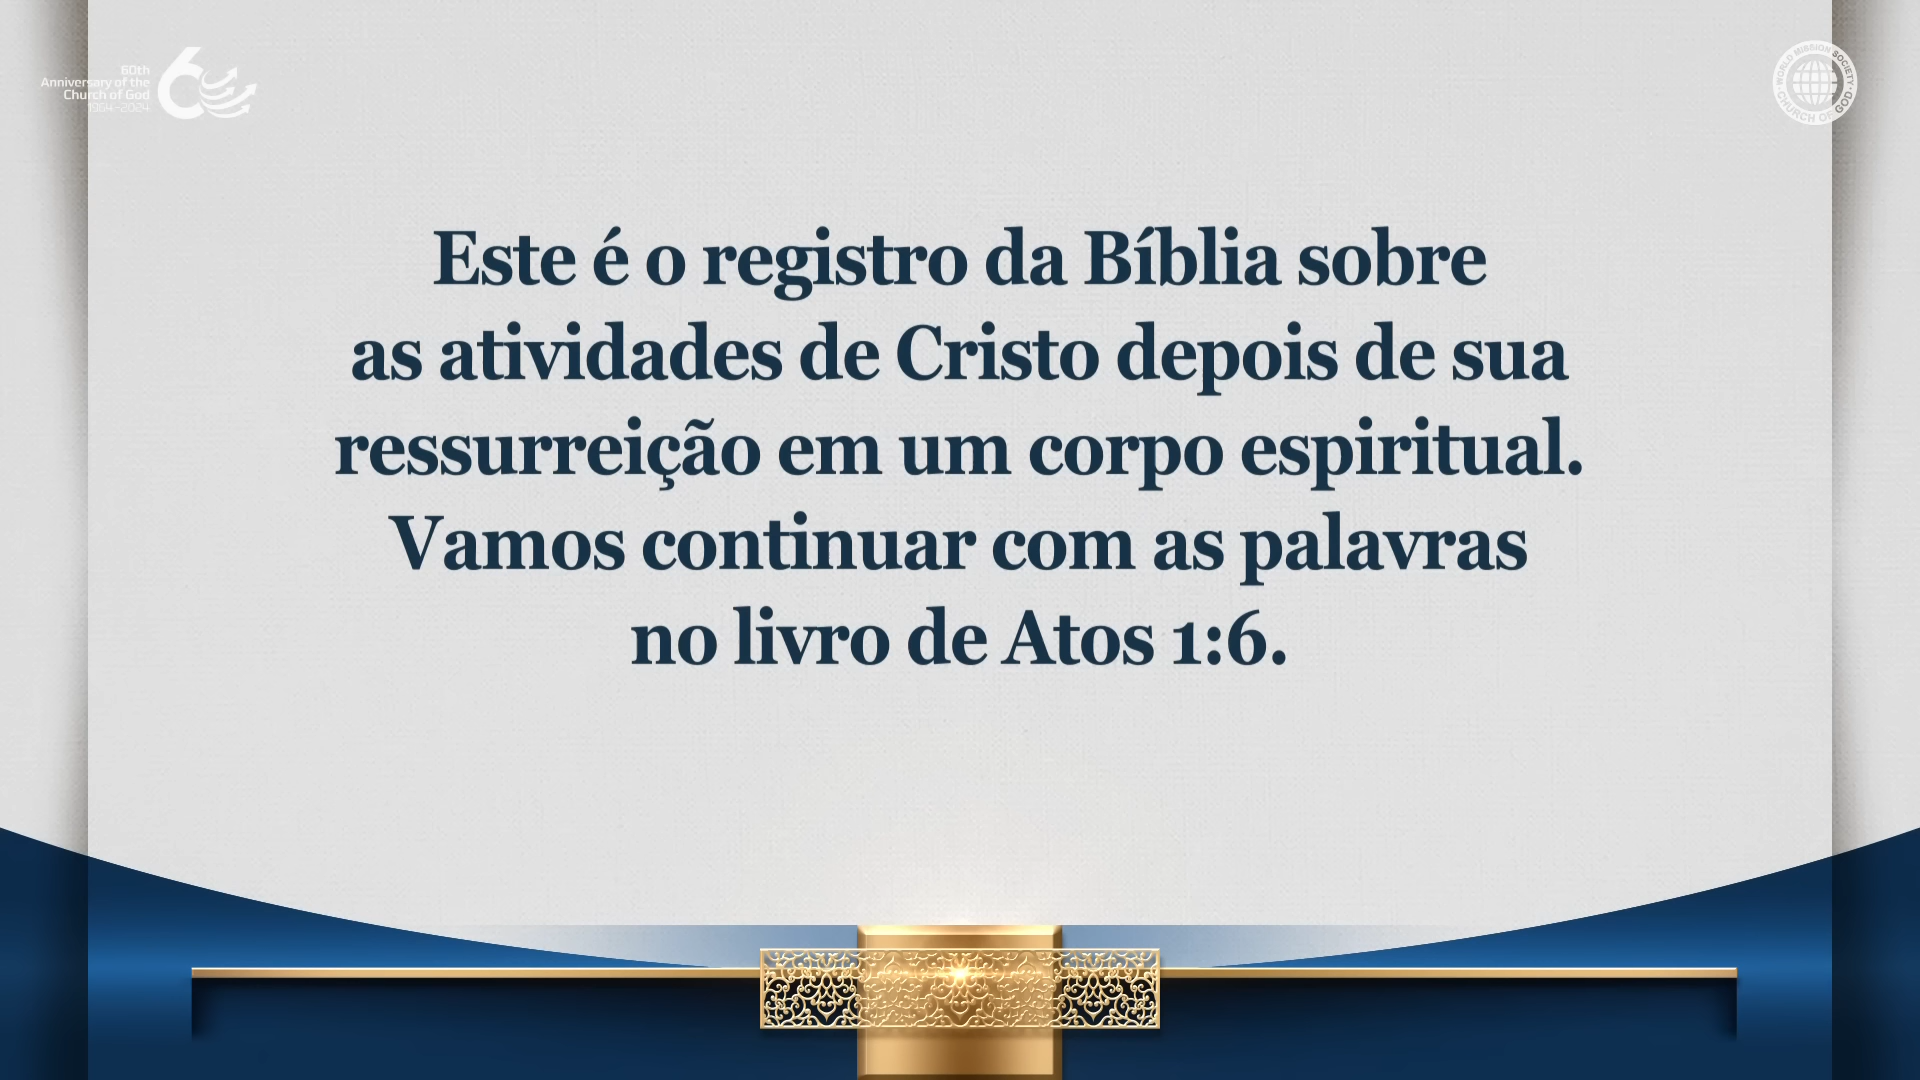 60th
Anniversary of the
Church of God
1964-2024
60
WORLD MISSION SOCIETY
CHURCH OF GOD
Este é o registro da Bíblia sobre
as atividades de Cristo depois de sua
ressurreição em um corpo espiritual.
Vamos continuar com as palavras
no livro de Atos 1:6.